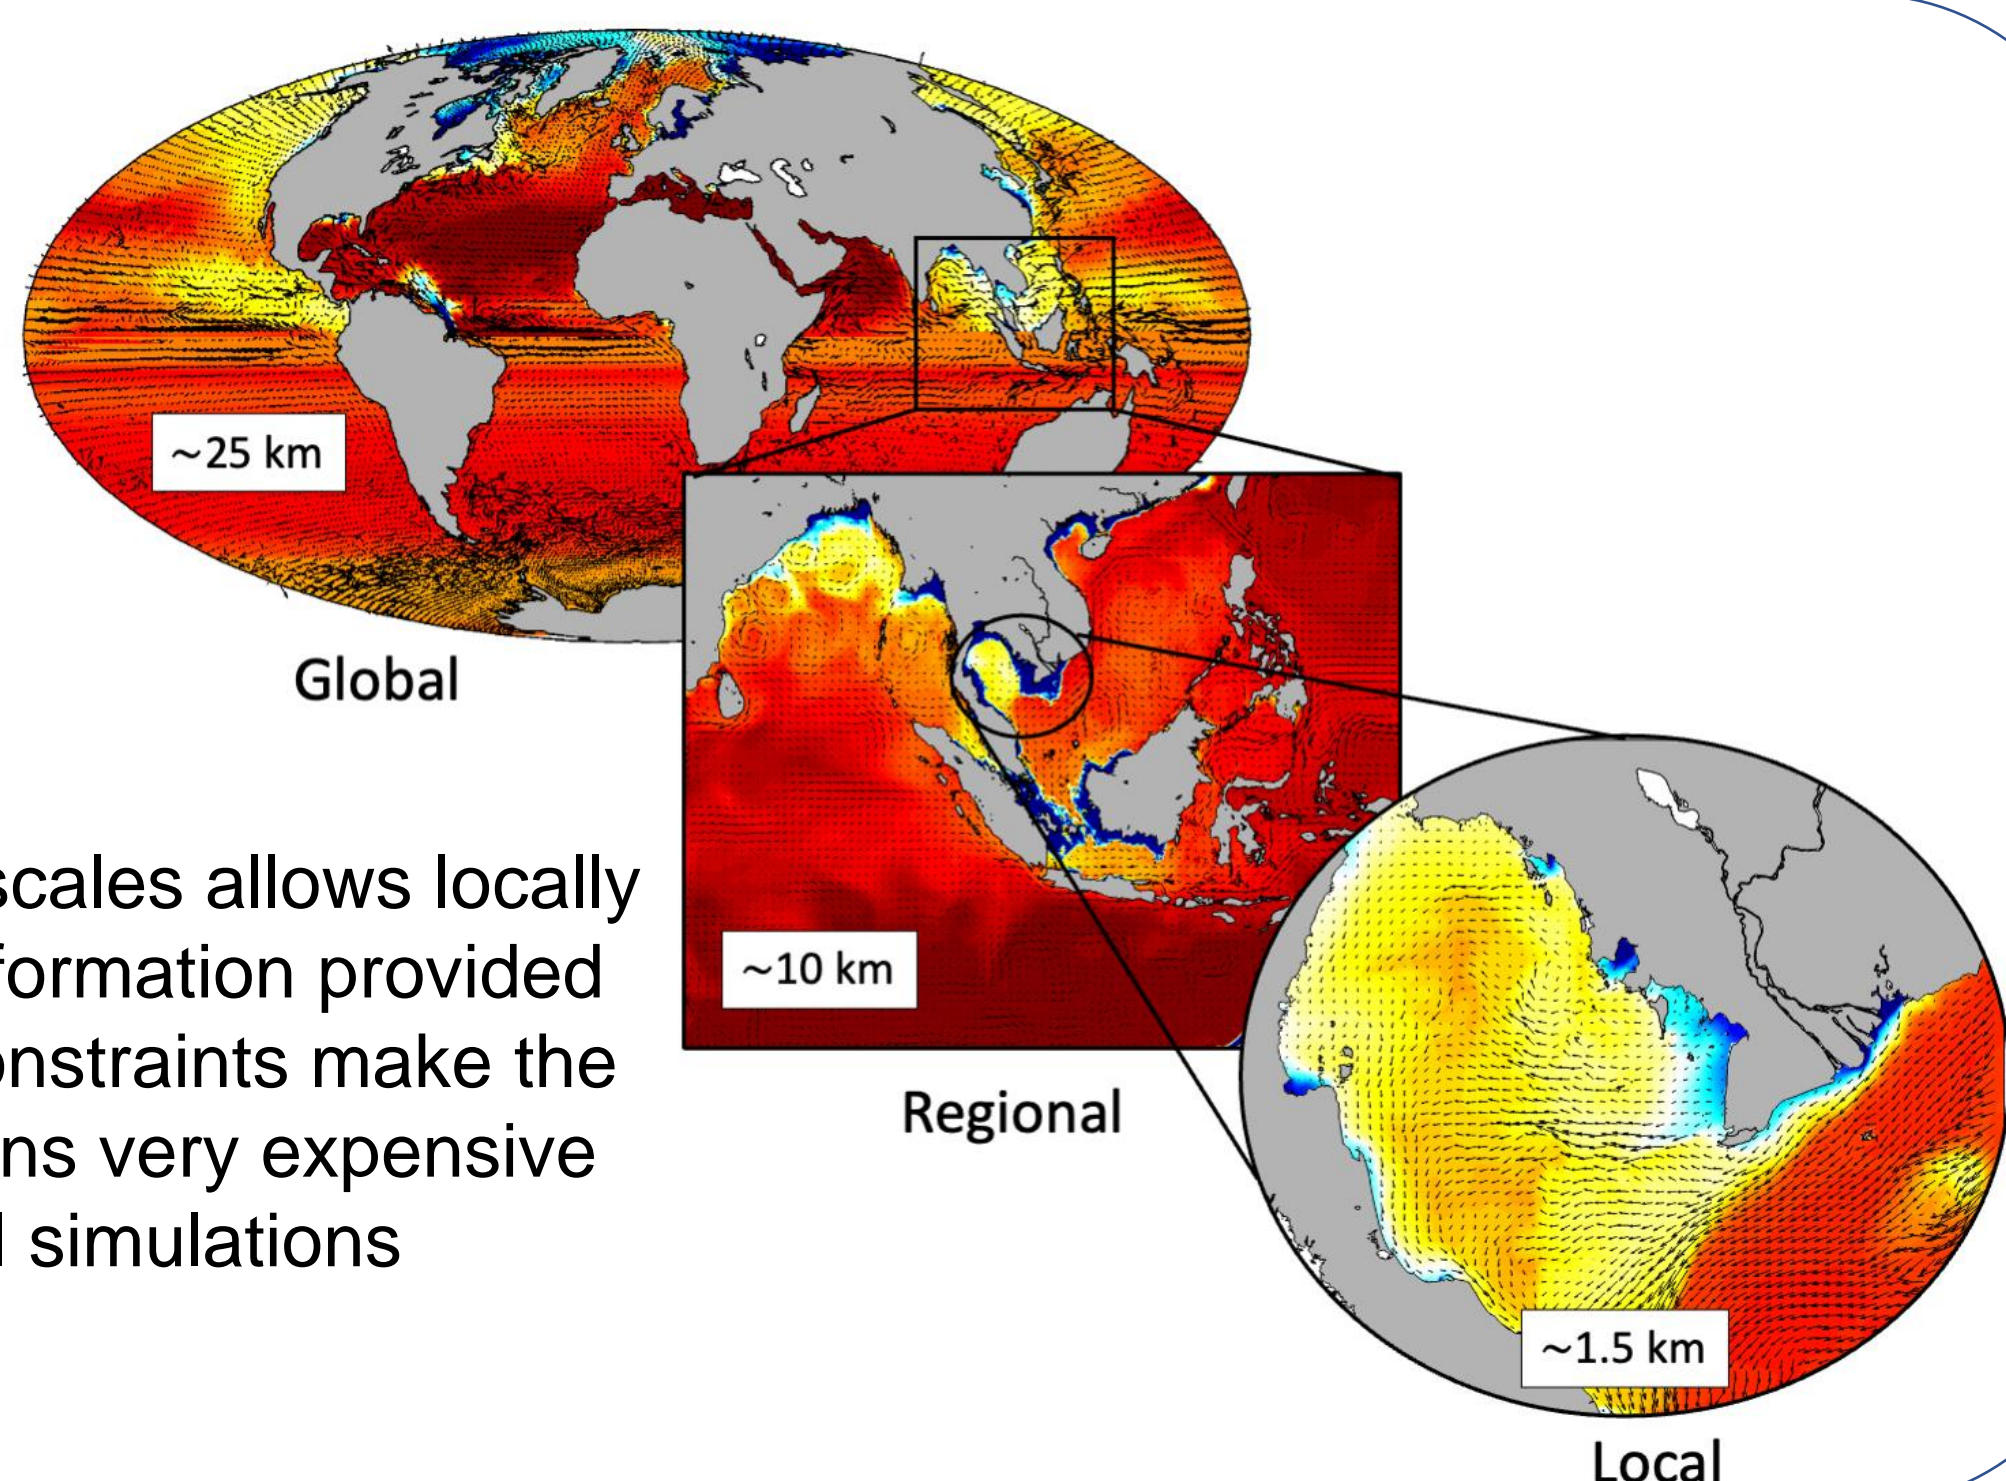 ~25 km
Global
~10 km
Regional
~1.5 km
Local
scales allows locally
formation provided
onstraints make the
ns very expensive
simulations